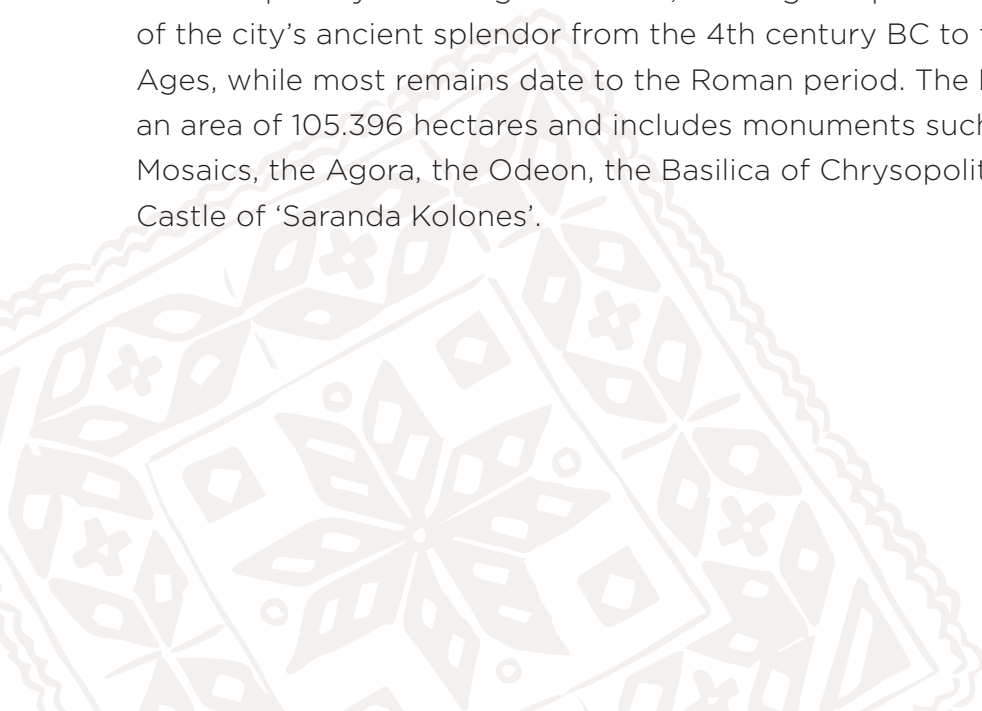 of the city’s ancient splendor from the 4th century BC to
Ages, while most remains date to the Roman period. The
an area of 105.396 hectares and includes monuments such
Mosaics, the Agora, the Odeon, the Basilica of
Castle of ‘Saranda Kolones’.